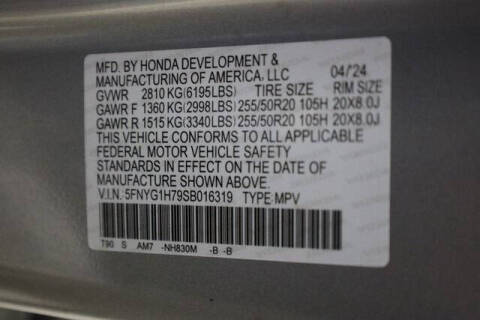 MFD. BY HONDA DEVELOPMENT &
MANUFACTURING OF AMERICA, LLC 04/24
GVWR 2810 KG(6195LBS) TIRE SIZE RIM SIZE
GAWR F 1360 KG(2998LBS) 255/50R20 105H 20X8.0J
GAWR R 1515 KG(3340LBS) 255/50R20 105H 20X8.0J
THIS VEHICLE CONFORMS TO ALL APPLICABLE
FEDERAL MOTOR VEHICLE SAFETY
STANDARDS IN EFFECT ON THE DATE OF
MANUFACTURE SHOWN ABOVE.
V.I.N.: 5FNYG1H79SB016319 TYPE: MPV
T90 S AM7 -NH830M -B -B